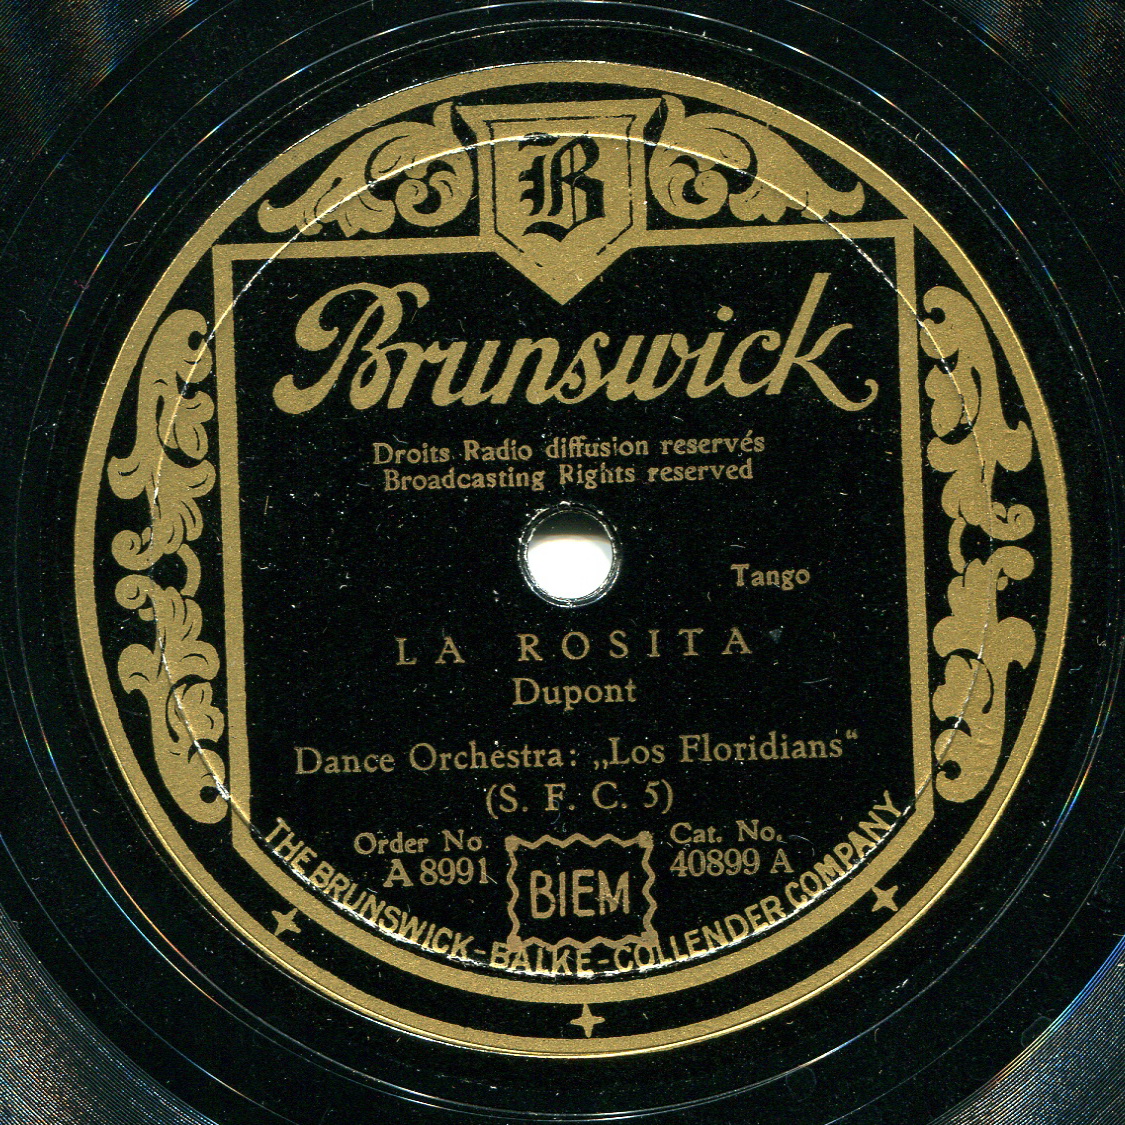 B
Brunswick
Droits Radio diffusion reservés
Broadcasting Rights reserved
Tango
LA ROSITA
Dupont
Dance Orchestra: „Los Floridians“
(S. F. C. 5)
Order No.
A 8991
BIEM
Cat. No.
40899 A
THE BRUNSWICK-BALKE-COLLENDER COMPANY